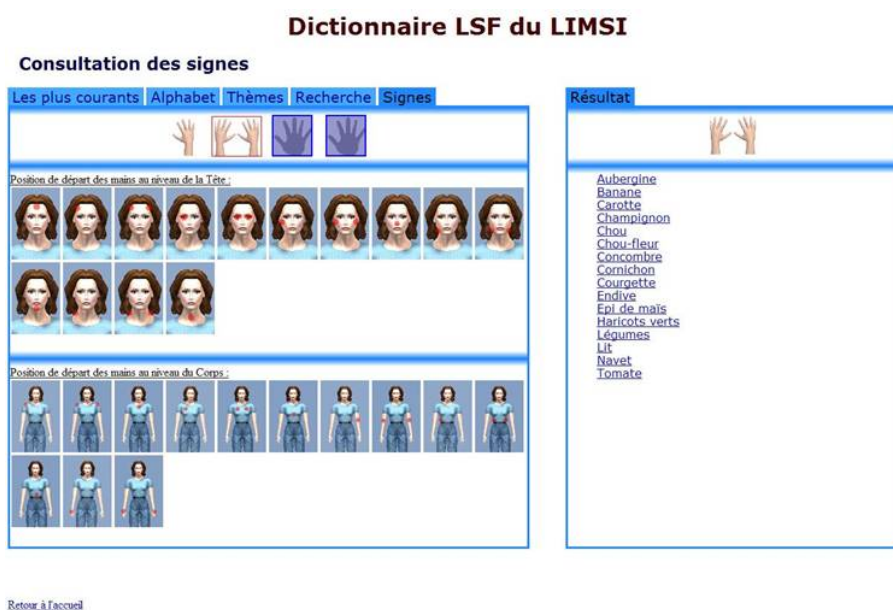 Dictionnaire LSF du LIMSI
Consultation des signes
Les plus courants Alphabet Thèmes Recherche Signes
Position de départ des mains au niveau de la Tête :
Position de départ des mains au niveau du Corps :
Résultat
Aubergine
Banane
Carotte
Champignon
Chou
Chou-fleur
Concombre
Cornichon
Courgette
Endive
Epi de maïs
Haricots verts
Légumes
Lit
Navet
Tomate
Retour à l'accueil